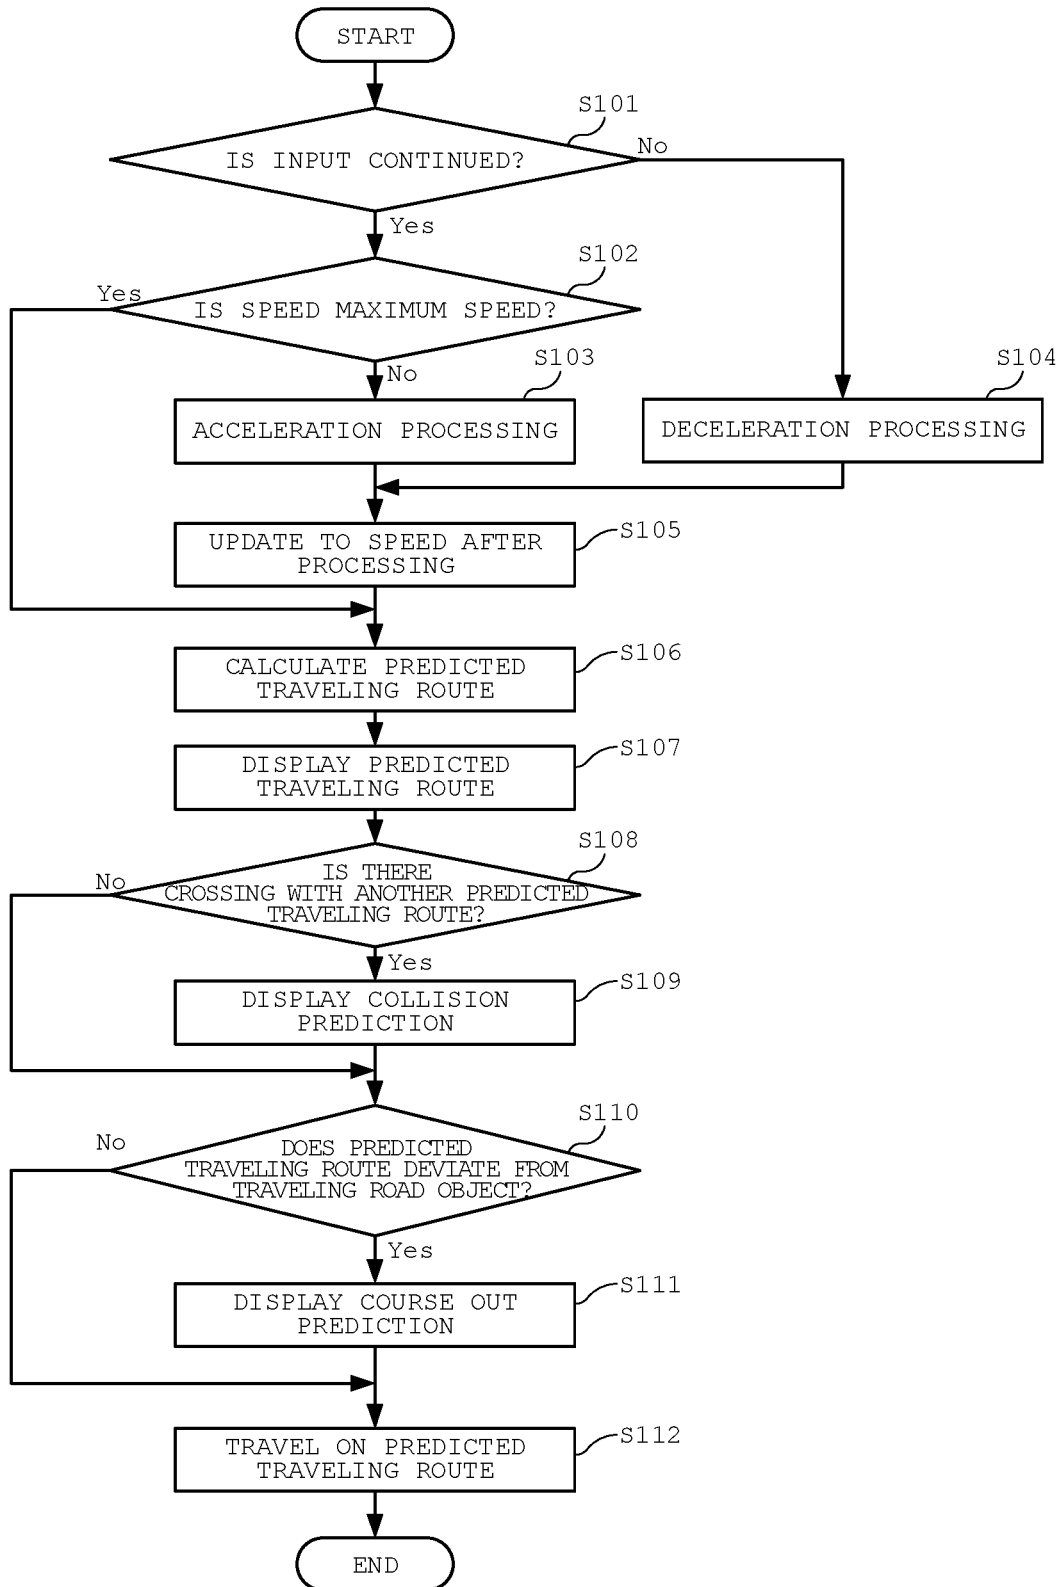 START
S101
IS INPUT CONTINUED?
No
Yes
S102
Yes
IS SPEED MAXIMUM SPEED?
No
S103
S104
ACCELERATION PROCESSING
DECELERATION PROCESSING
S105
UPDATE TO SPEED AFTER
PROCESSING
S106
CALCULATE PREDICTED
TRAVELING ROUTE
S107
DISPLAY PREDICTED
TRAVELING ROUTE
S108
No
IS THERE
CROSSING WITH ANOTHER PREDICTED
TRAVELING ROUTE?
Yes
S109
DISPLAY COLLISION
PREDICTION
S110
No
DOES PREDICTED
TRAVELING ROUTE DEVIATE FROM
TRAVELING ROAD OBJECT?
Yes
S111
DISPLAY COURSE OUT
PREDICTION
S112
TRAVEL ON PREDICTED
TRAVELING ROUTE
END